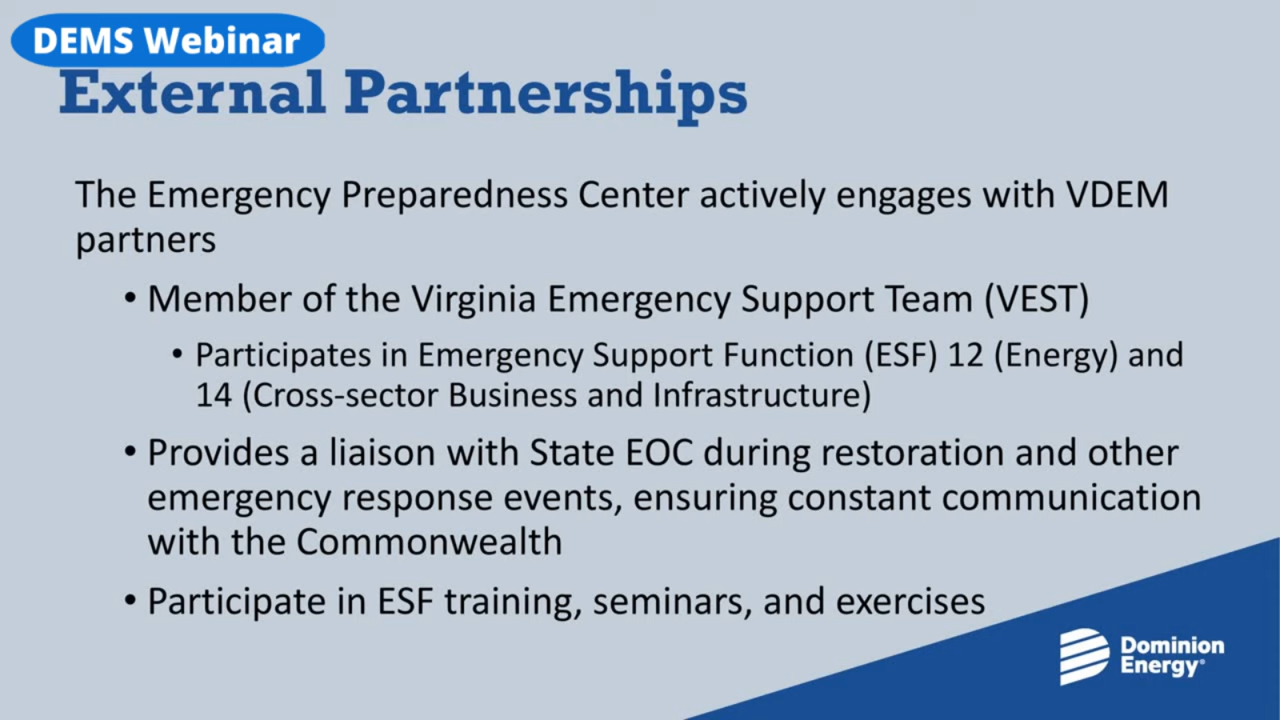 DEMS Webinar
External Partnerships
The Emergency Preparedness Center actively engages with VDEM
partners
• Member of the Virginia Emergency Support Team (VEST)
• Participates in Emergency Support Function (ESF) 12 (Energy) and
14 (Cross-sector Business and Infrastructure)
• Provides a liaison with State EOC during restoration and other
emergency response events, ensuring constant communication
with the Commonwealth
• Participate in ESF training, seminars, and exercises
Dominion
Energy®